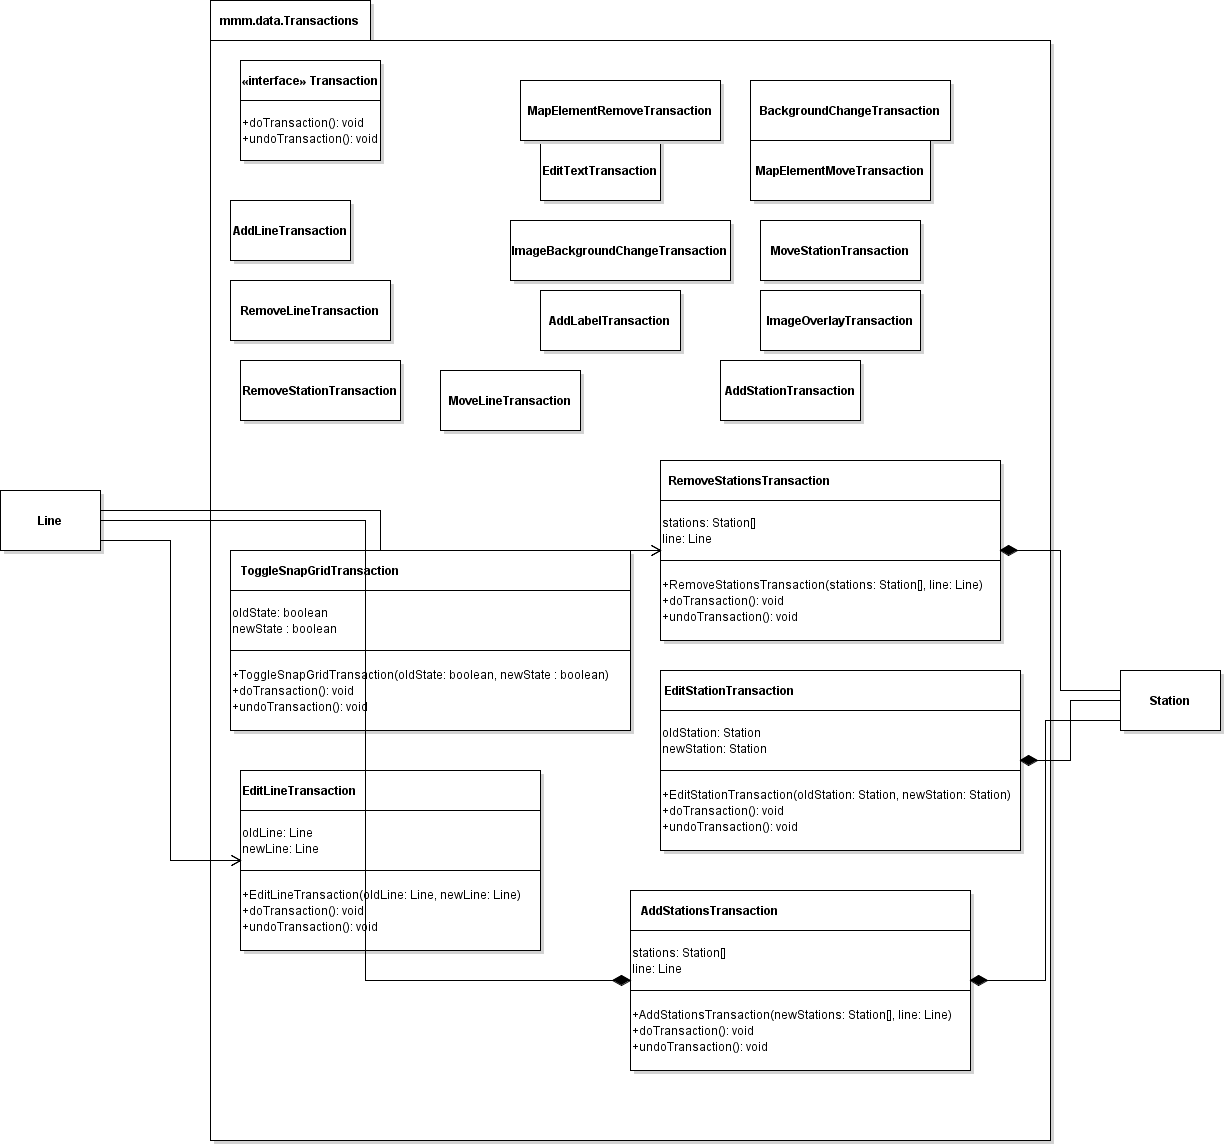 mmm.data.Transactions
«interface» Transaction
+doTransaction(): void
+undoTransaction(): void
MapElementRemoveTransaction
BackgroundChangeTransaction
EditTextTransaction
MapElementMoveTransaction
AddLineTransaction
ImageBackgroundChangeTransaction
MoveStationTransaction
RemoveLineTransaction
AddLabelTransaction
ImageOverlayTransaction
RemoveStationTransaction
MoveLineTransaction
AddStationTransaction
Line
RemoveStationsTransaction
stations: Station[]
line: Line
+RemoveStationsTransaction(stations: Station[], line: Line)
+doTransaction(): void
+undoTransaction(): void
ToggleSnapGridTransaction
oldState: boolean
newState : boolean
+ToggleSnapGridTransaction(oldState: boolean, newState : boolean)
+doTransaction(): void
+undoTransaction(): void
EditStationTransaction
oldStation: Station
newStation: Station
+EditStationTransaction(oldStation: Station, newStation: Station)
+doTransaction(): void
+undoTransaction(): void
Station
EditLineTransaction
oldLine: Line
newLine: Line
+EditLineTransaction(oldLine: Line, newLine: Line)
+doTransaction(): void
+undoTransaction(): void
AddStationsTransaction
stations: Station[]
line: Line
+AddStationsTransaction(newStations: Station[], line: Line)
+doTransaction(): void
+undoTransaction(): void